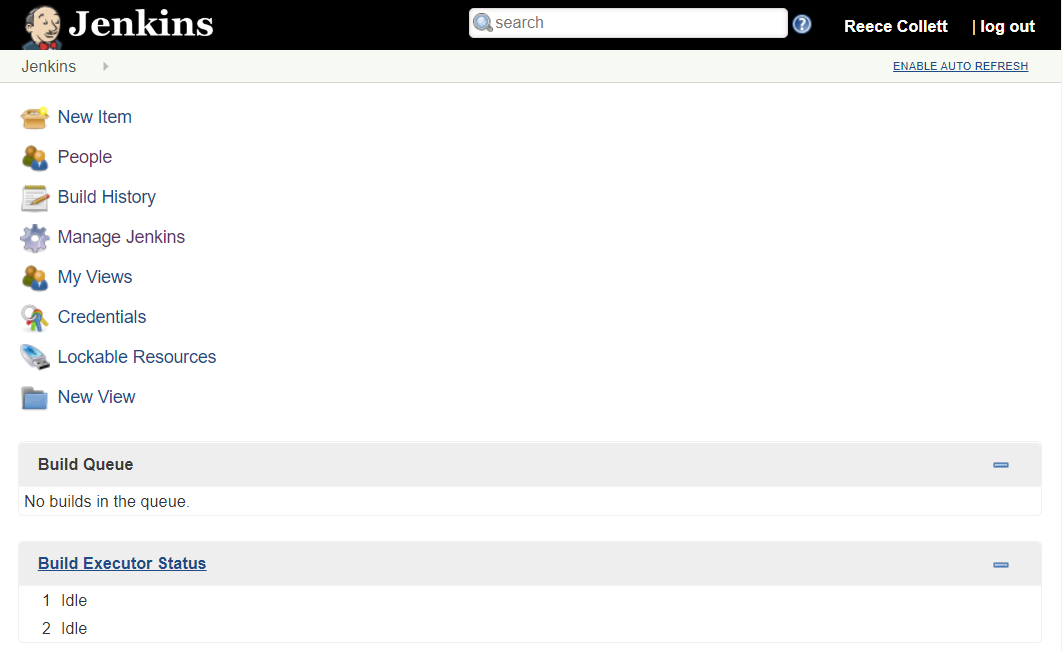 Jenkins
search
Reece Collett | log out
Jenkins
ENABLE AUTO REFRESH
New Item
People
Build History
Manage Jenkins
My Views
Credentials
Lockable Resources
New View
Build Queue
No builds in the queue.
Build Executor Status
1 Idle
2 Idle